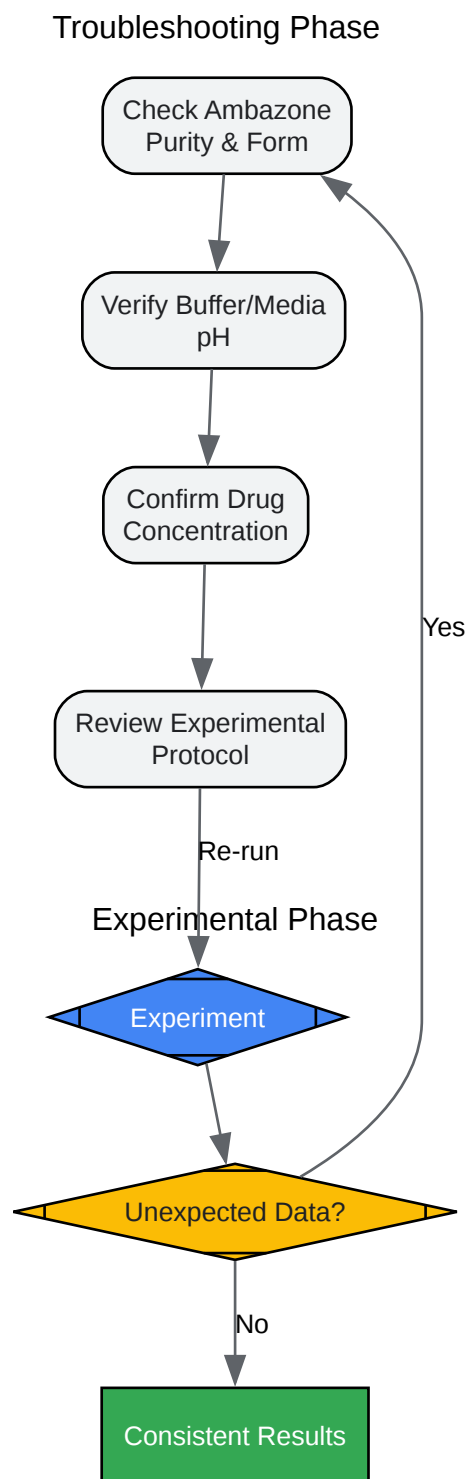 Troubleshooting Phase
Check Ambazone
Purity & Form
Verify Buffer/Media
pH
Confirm Drug
Concentration
Yes
Review Experimental
Protocol
Re-run
Experimental Phase
Experiment
Unexpected Data?
No
Consistent Results